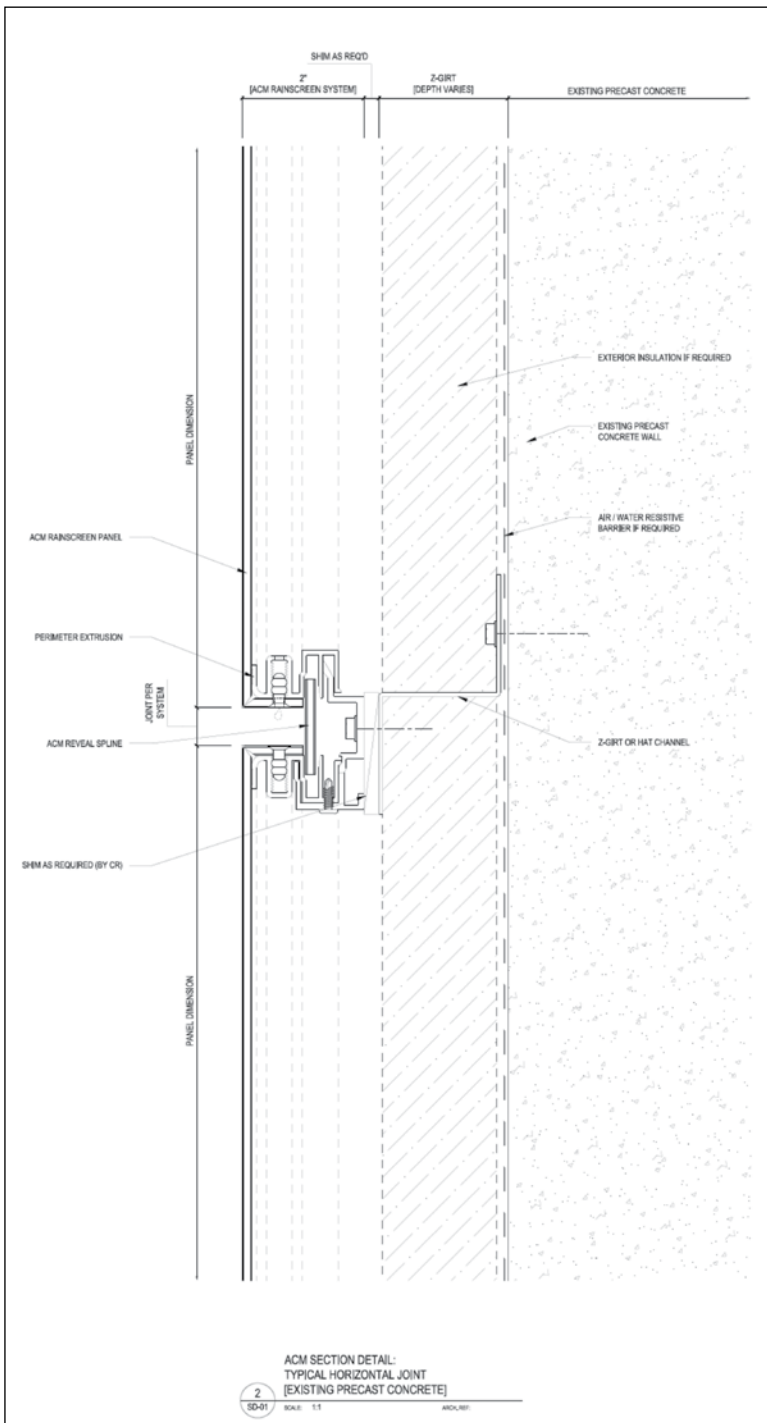 SHIM AS REQ'D
2"
[ACM RAINSCREEN SYSTEM]
Z-GIRT
[DEPTH VARIES]
EXISTING PRECAST CONCRETE
PANEL DIMENSION
EXTERIOR INSULATION IF REQUIRED
EXISTING PRECAST
CONCRETE WALL
AIR / WATER RESISTIVE
BARRIER IF REQUIRED
ACM RAINSCREEN PANEL
PERIMETER EXTRUSION
JOINT PER
SYSTEM
ACM REVEAL SPLINE
Z-GIRT OR HAT CHANNEL
SHIM AS REQUIRED (BY CR)
PANEL DIMENSION
ACM SECTION DETAIL:
TYPICAL HORIZONTAL JOINT
[EXISTING PRECAST CONCRETE]
2
SD-01
SCALE: 1:1
ARCH. REF: